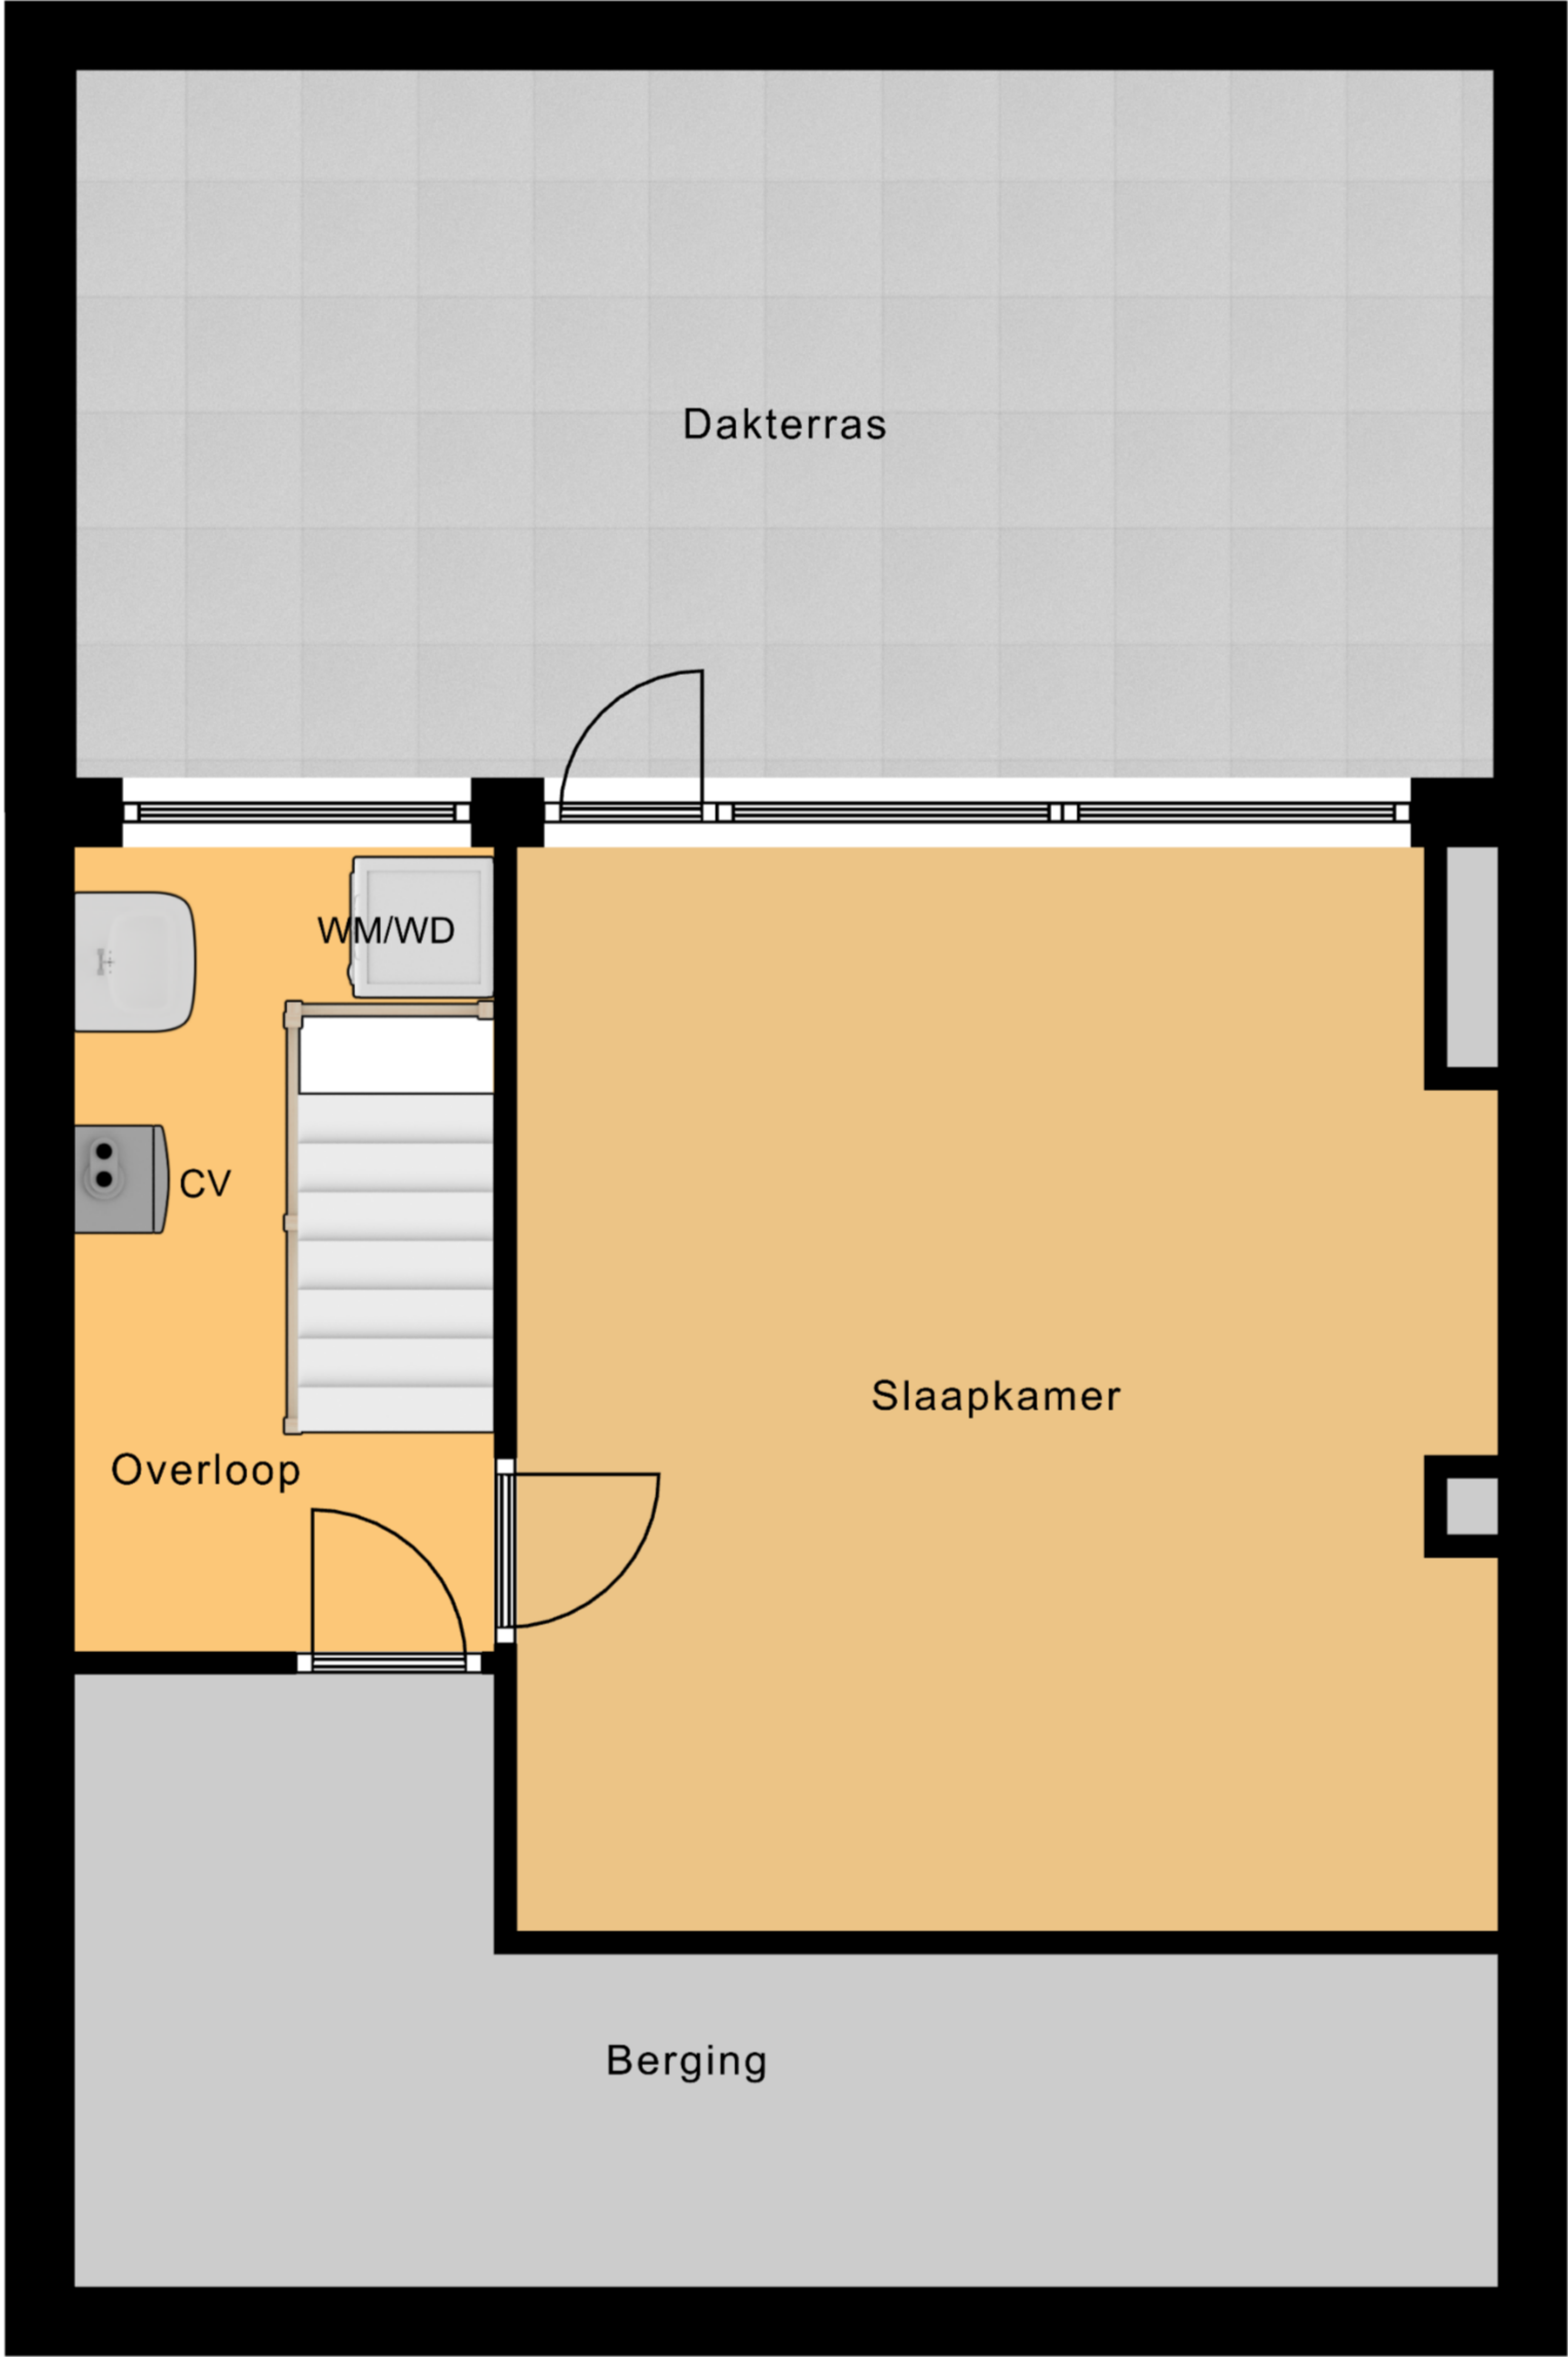 Dakterras
WM/WD
CV
Slaapkamer
Overloop
Berging